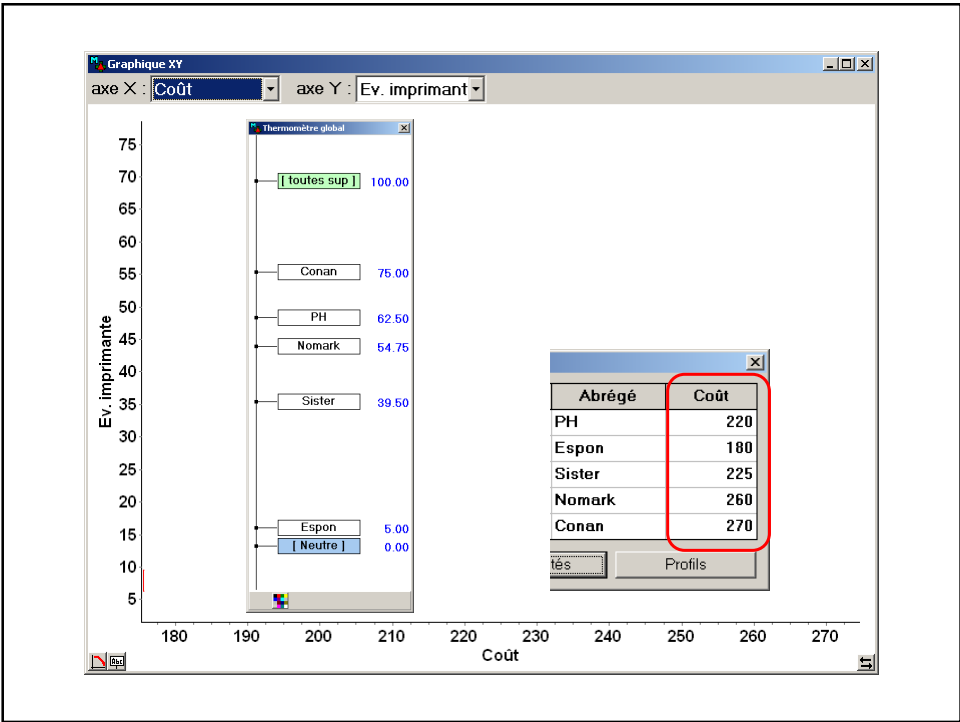 Graphique XY
axe X : Coût axe Y : Ev. imprimant
Thermomètre global
75
70
65
60
55
50
45
40
35
30
25
20
15
10
5
Ev. imprimante
[ toutes sup ] 100.00
Conan 75.00
PH 62.50
Nomark 54.75
Sister 39.50
Espon 5.00
[ Neutre ] 0.00
Abrégé Coût
PH 220
Espon 180
Sister 225
Nomark 260
Conan 270
tés Profils
180 190 200 210 220 230 240 250 260 270
Coût
Abc